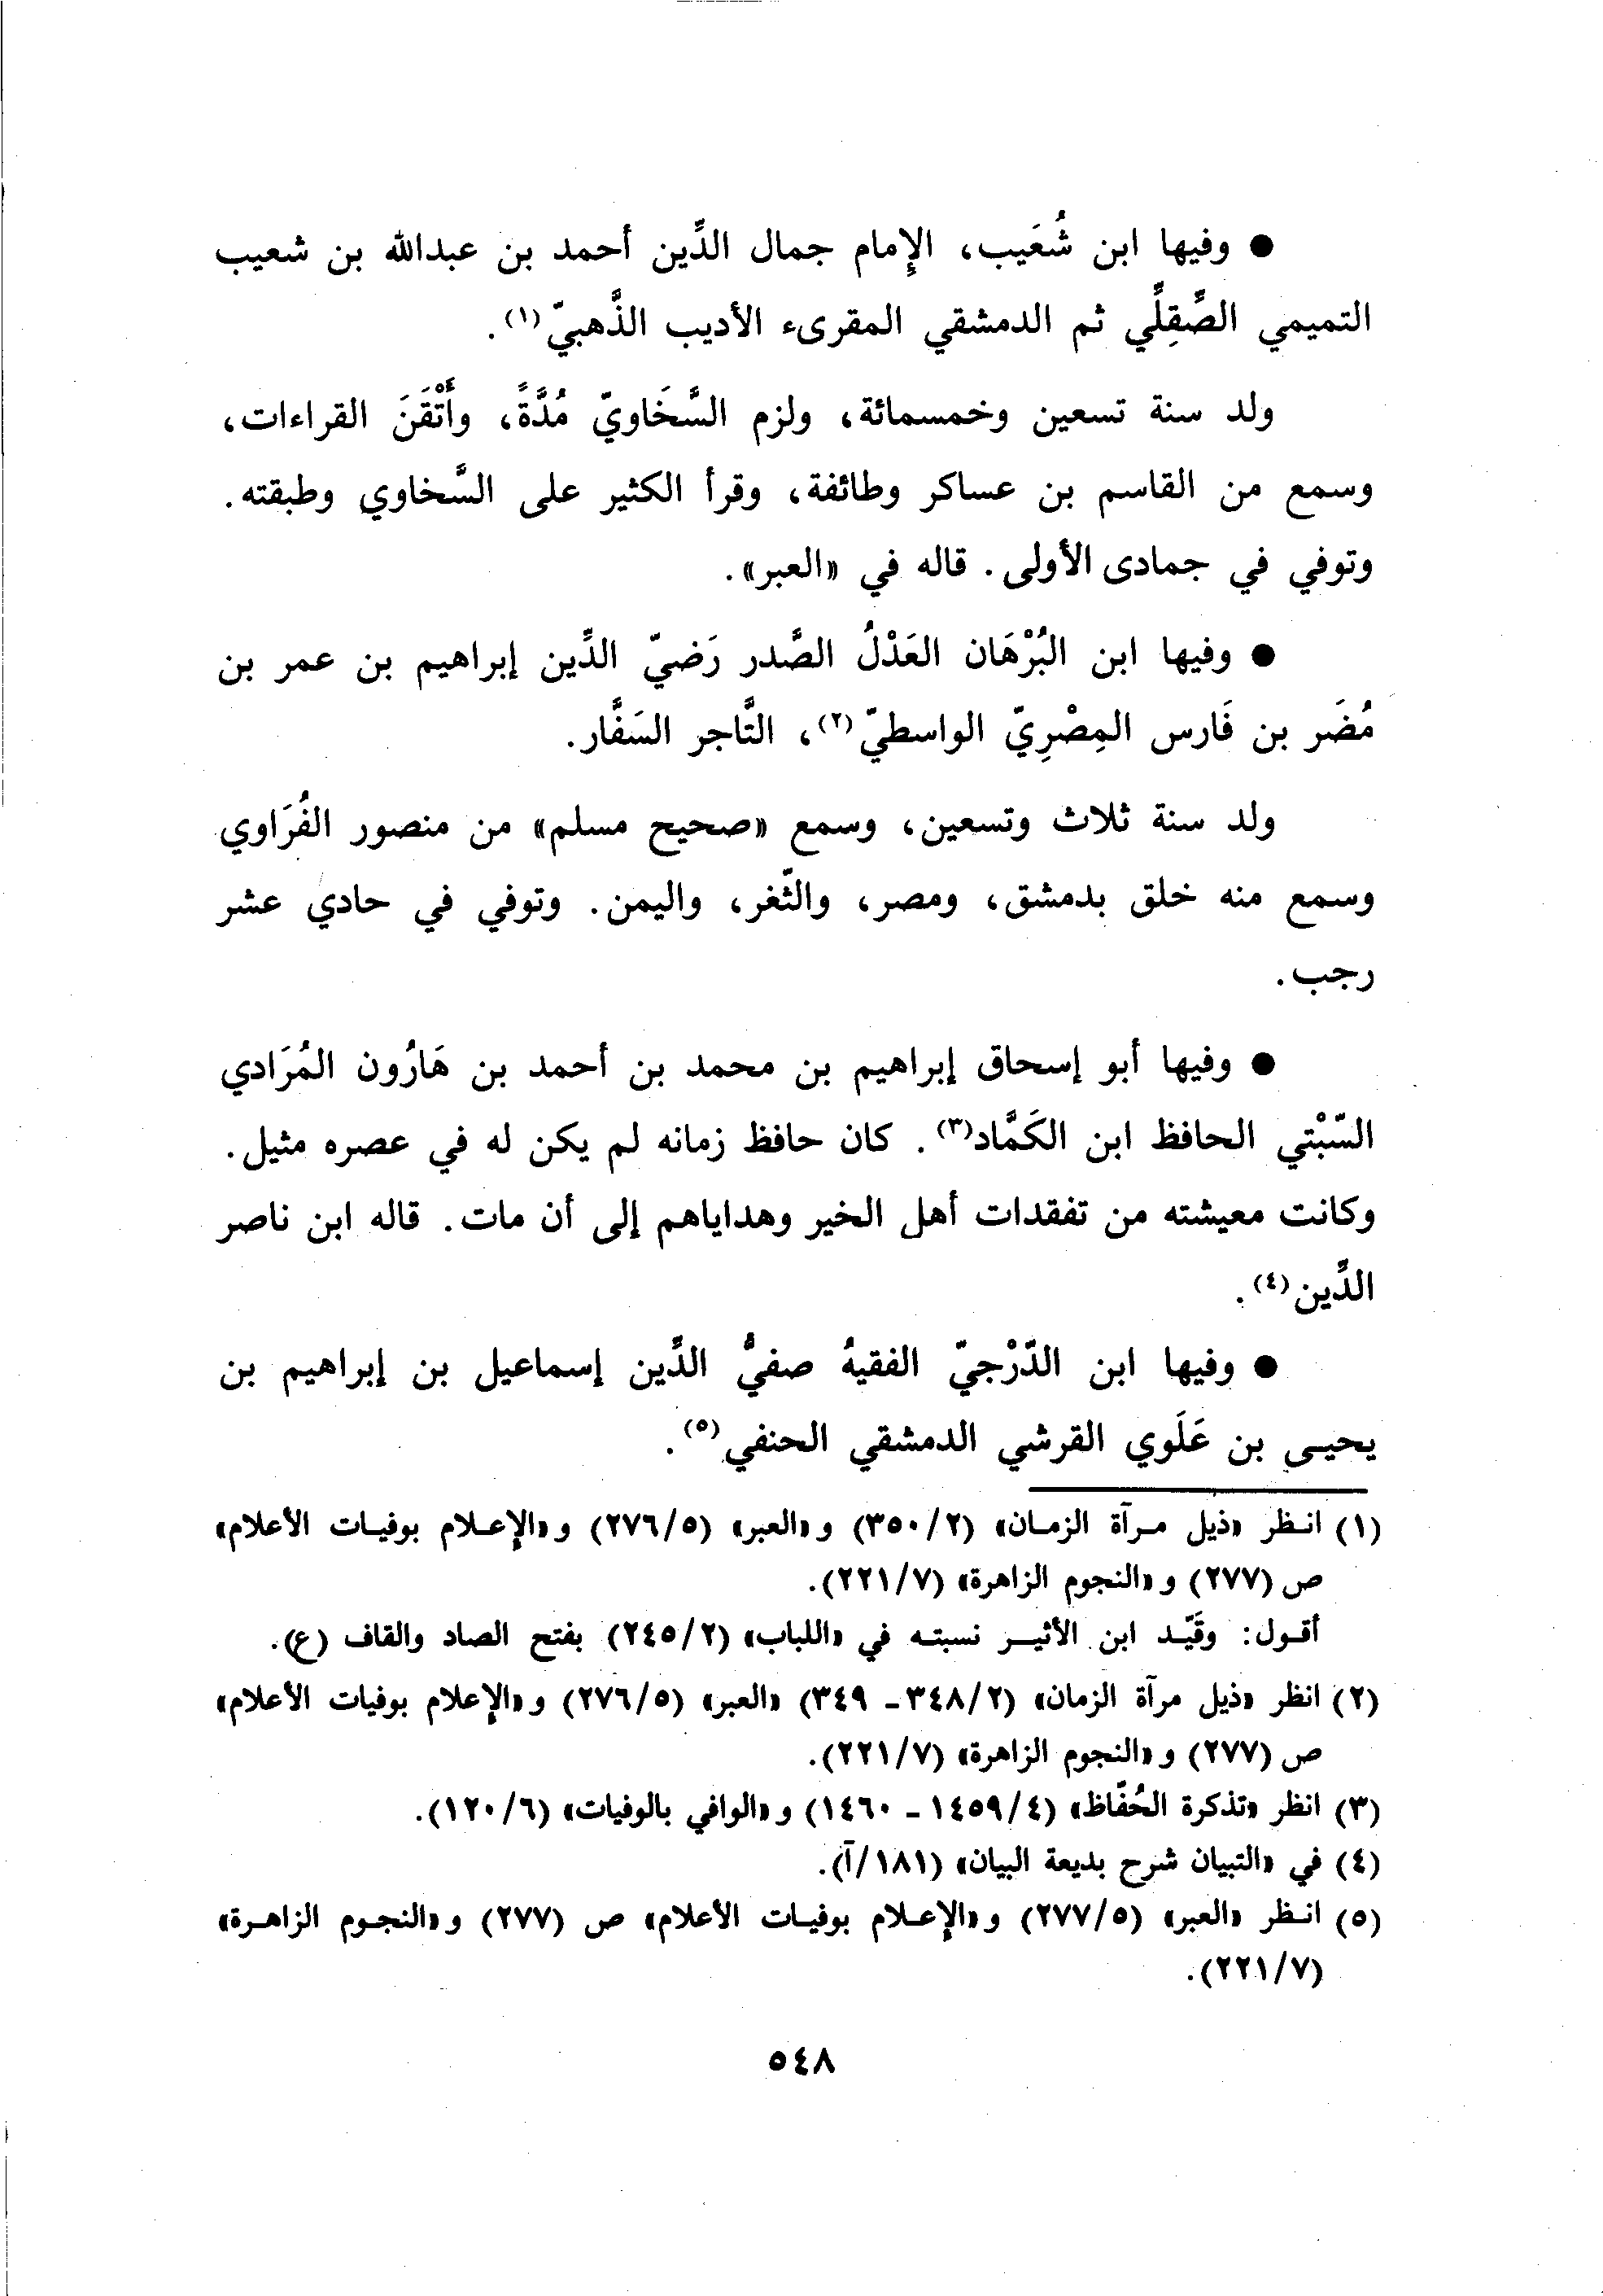 ● وفيها ابن شُعَيب، الإمام جمال الدِّين أحمد بن عبدالله بن شعيب
التميمي الصَّقِلِّي ثم الدمشقي المقرىء الأديب الذَّهبيّ(١).
ولد سنة تسعين وخمسمائة، ولزم السَّخَاويّ مُدَّةً، وأَتْقَنَ القراءات،
وسمع من القاسم بن عساكر وطائفة، وقرأ الكثير على السَّخاوي وطبقته.
وتوفي في جمادى الأولى. قاله في «العبر».
● وفيها ابن البُرْهَان العَدْلُ الصَّدر رَضيّ الدِّين إبراهيم بن عمر بن
مُضَر بن فَارس المِصْرِيّ الواسطيّ(٢)، التَّاجر السَفَّار.
ولد سنة ثلاث وتسعين، وسمع «صحيح مسلم» من منصور الفُرَاوي
وسمع منه خلق بدمشق، ومصر، والثّغر، واليمن. وتوفي في حادي عشر
رجب.
● وفيها أبو إسحاق إبراهيم بن محمد بن أحمد بن هَارُون المُرَادي
السّبْتي الحافظ ابن الكَمَّاد(٣). كان حافظ زمانه لم يكن له في عصره مثيل.
وكانت معيشته من تفقدات أهل الخير وهداياهم إلى أن مات. قاله ابن ناصر
الدِّين(٤).
● وفيها ابن الدّرْجيّ الفقيهُ صفيُّ الدِّين إسماعيل بن إبراهيم بن
يحيى بن عَلَوي القرشي الدمشقي الحنفي(٥).
(١) انظر «ذيل مرآة الزمان» (٣٥٠/٢) و«العبر» (٢٧٦/٥) و«الإعلام بوفيات الأعلام»
ص (٢٧٧) و«النجوم الزاهرة» (٢٢١/٧).
أقول: وقَيّد ابن الأثير نسبته في «اللباب» (٢٤٥/٢) بفتح الصاد والقاف (ع).
(٢) انظر «ذيل مرآة الزمان» (٣٤٨/٢ - ٣٤٩) «العبر» (٢٧٦/٥) و«الإعلام بوفيات الأعلام»
ص (٢٧٧) و«النجوم الزاهرة» (٢٢١/٧).
(٣) انظر «تذكرة الحُفّاظ» (١٤٥٩/٤ - ١٤٦٠) و«الوافي بالوفيات» (١٢٠/٦).
(٤) في «التبيان شرح بديعة البيان» (١٨١/آ).
(٥) انظر «العبر» (٢٧٧/٥) و«الإعلام بوفيات الأعلام» ص (٢٧٧) و«النجوم الزاهرة»
(٢٢١/٧).
٥٤٨